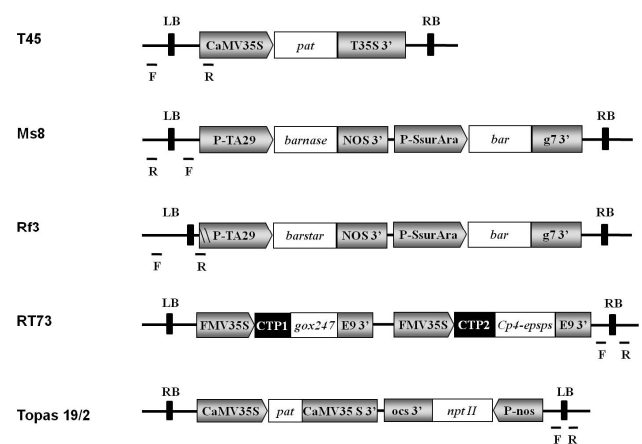 LB RB
T45 CaMV35S pat T35S 3’
F R
LB RB
Ms8 P-TA29 barnase NOS 3’ P-SsurAra bar g7 3’
R F
LB RB
Rf3 P-TA29 barstar NOS 3’ P-SsurAra bar g7 3’
F R
LB RB
RT73 FMV35S CTP1 gox247 E9 3’ FMV35S CTP2 Cp4-epsps E9 3’
F R
RB LB
Topas 19/2 CaMV35S pat CaMV35 S 3’ ocs 3’ npt II P-nos
F R